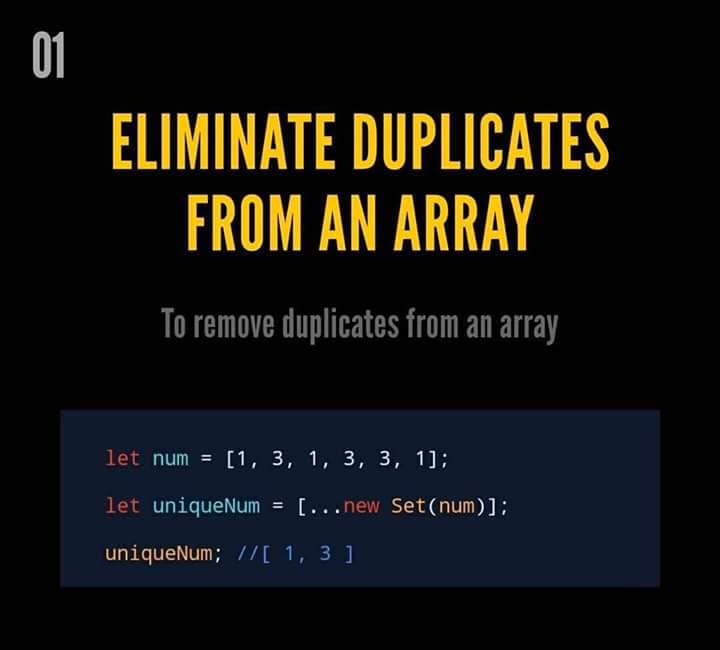 01
ELIMINATE DUPLICATES
FROM AN ARRAY
To remove duplicates from an array
let num = [1, 3, 1, 3, 3, 1];
let uniqueNum = [...new Set(num)];
uniqueNum; //[ 1, 3 ]